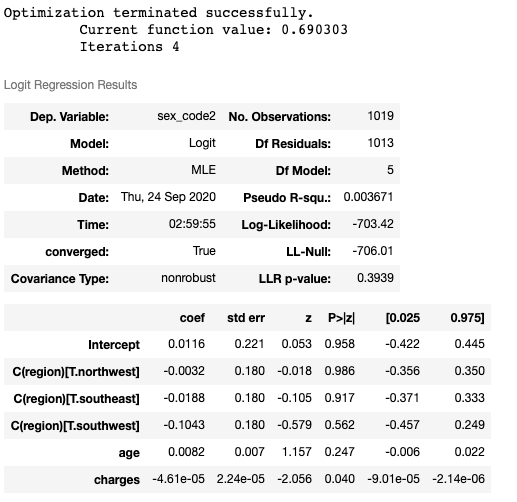 Optimization terminated successfully.
Current function value: 0.690303
Iterations 4
Logit Regression Results
Dep. Variable: sex_code2 No. Observations: 1019
Model: Logit Df Residuals: 1013
Method: MLE Df Model: 5
Date: Thu, 24 Sep 2020 Pseudo R-squ.: 0.003671
Time: 02:59:55 Log-Likelihood: -703.42
converged: True LL-Null: -706.01
Covariance Type: nonrobust LLR p-value: 0.3939
coef std err z P>|z| [0.025 0.975]
Intercept 0.0116 0.221 0.053 0.958 -0.422 0.445
C(region)[T.northwest] -0.0032 0.180 -0.018 0.986 -0.356 0.350
C(region)[T.southeast] -0.0188 0.180 -0.105 0.917 -0.371 0.333
C(region)[T.southwest] -0.1043 0.180 -0.579 0.562 -0.457 0.249
age 0.0082 0.007 1.157 0.247 -0.006 0.022
charges -4.61e-05 2.24e-05 -2.056 0.040 -9.01e-05 -2.14e-06